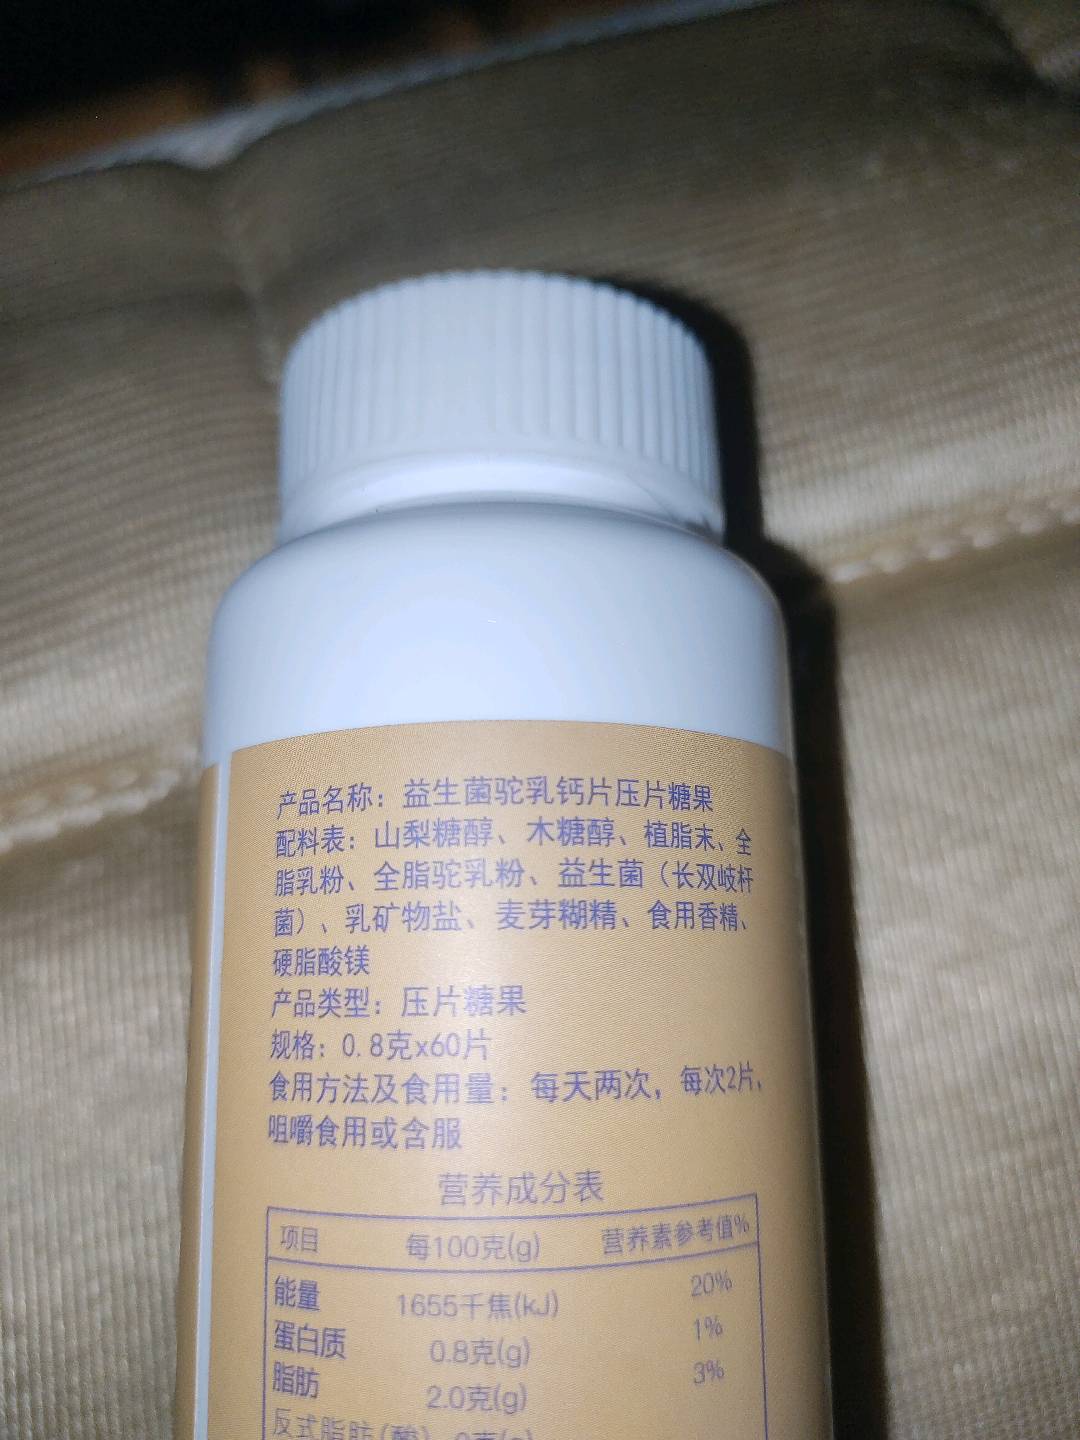 产品名称：益生菌驼乳钙片压片糖果
配料表：山梨糖醇、木糖醇、植脂末、全
脂乳粉、全脂驼乳粉、益生菌（长双岐杆
菌）、乳矿物盐、麦芽糊精、食用香精、
硬脂酸镁
产品类型：压片糖果
规格：0.8克x60片
食用方法及食用量：每天两次，每次2片，
咀嚼食用或含服
营养成分表
项目 每100克(g) 营养素参考值%
能量 1655千焦(kJ) 20%
蛋白质 0.8克(g) 1%
脂肪 2.0克(g) 3%
反式脂肪(酸) 0克(g)